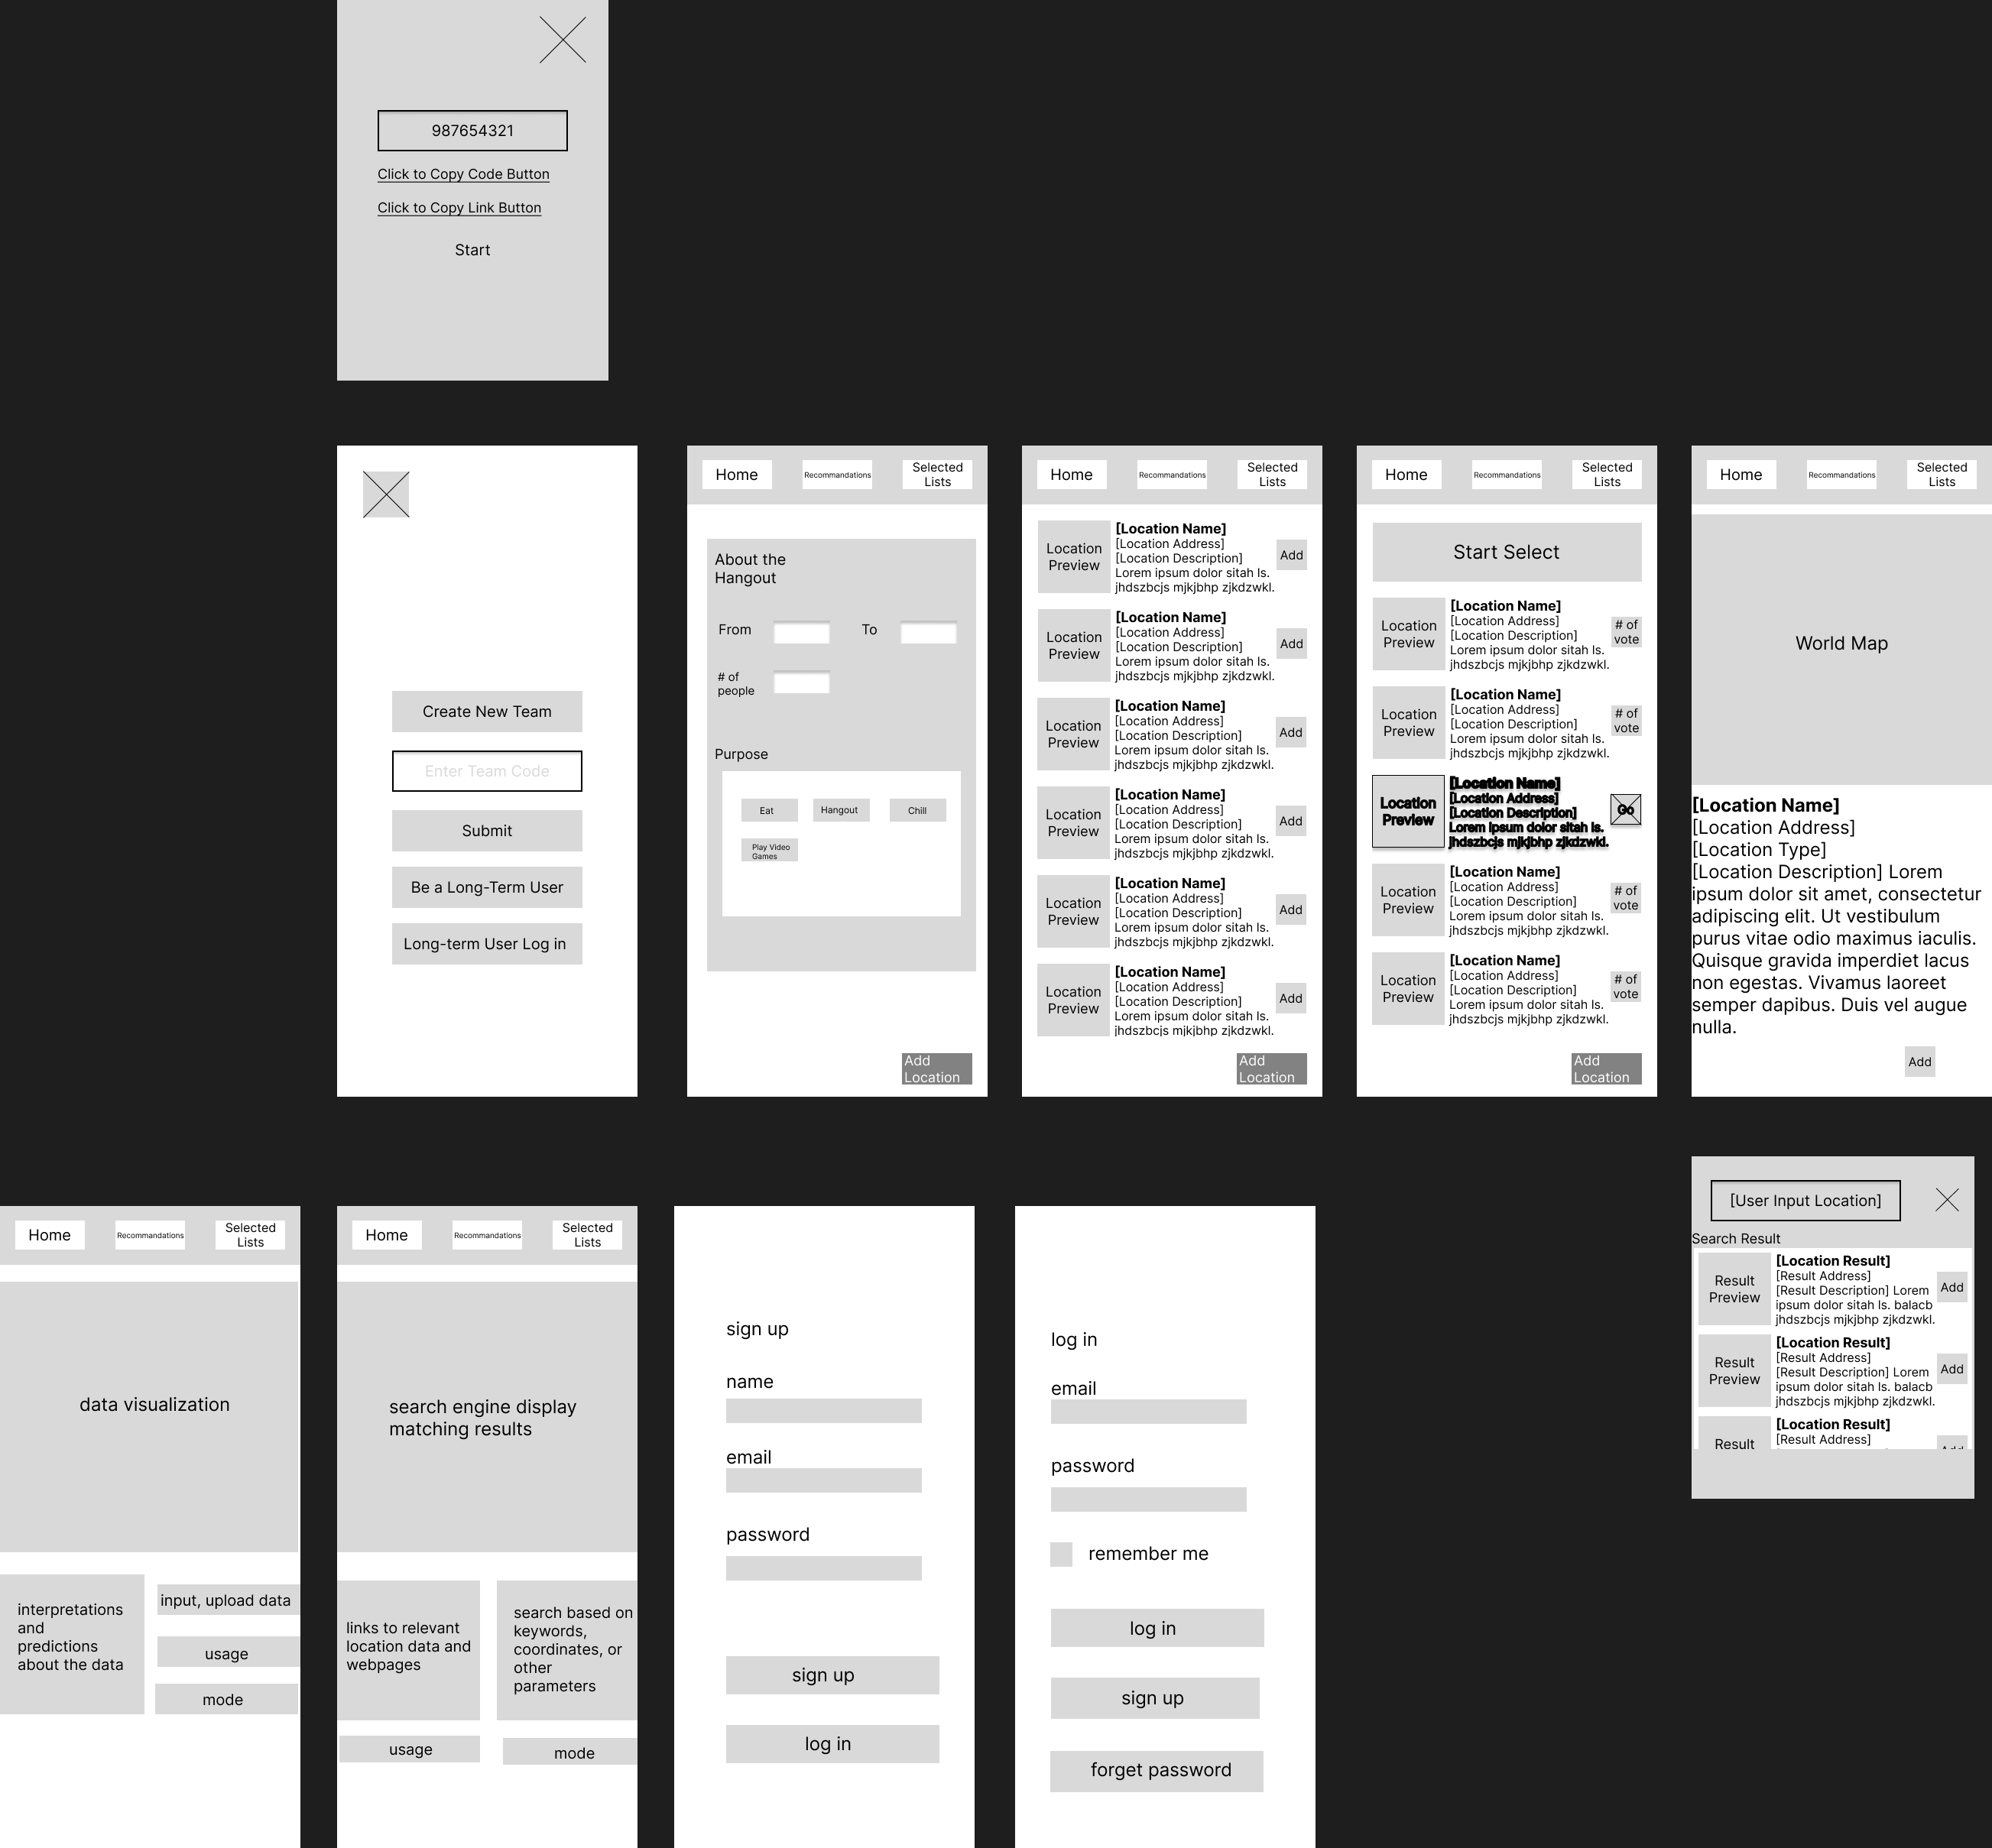 987654321
Click to Copy Code Button
Click to Copy Link Button
Start
Create New Team
Enter Team Code
Submit
Be a Long-Term User
Long-term User Log in
Home
Recommandations
Selected
Lists
About the
Hangout
From
To
# of
people
Purpose
Eat
Hangout
Chill
Play Video
Games
Add
Location
Home
Recommandations
Selected
Lists
Location
Preview
[Location Name]
[Location Address]
[Location Description]
Lorem ipsum dolor sitah ls.
jhdszbcjs mjkjbhp zjkdzwkl.
Add
Location
Preview
[Location Name]
[Location Address]
[Location Description]
Lorem ipsum dolor sitah ls.
jhdszbcjs mjkjbhp zjkdzwkl.
Add
Location
Preview
[Location Name]
[Location Address]
[Location Description]
Lorem ipsum dolor sitah ls.
jhdszbcjs mjkjbhp zjkdzwkl.
Add
Location
Preview
[Location Name]
[Location Address]
[Location Description]
Lorem ipsum dolor sitah ls.
jhdszbcjs mjkjbhp zjkdzwkl.
Add
Location
Preview
[Location Name]
[Location Address]
[Location Description]
Lorem ipsum dolor sitah ls.
jhdszbcjs mjkjbhp zjkdzwkl.
Add
Location
Preview
[Location Name]
[Location Address]
[Location Description]
Lorem ipsum dolor sitah ls.
jhdszbcjs mjkjbhp zjkdzwkl.
Add
Add
Location
Home
Recommandations
Selected
Lists
Start Select
Location
Preview
[Location Name]
[Location Address]
[Location Description]
Lorem ipsum dolor sitah ls.
jhdszbcjs mjkjbhp zjkdzwkl.
# of
vote
Location
Preview
[Location Name]
[Location Address]
[Location Description]
Lorem ipsum dolor sitah ls.
jhdszbcjs mjkjbhp zjkdzwkl.
# of
vote
Location
Preview
[Location Name]
[Location Address]
[Location Description]
Lorem ipsum dolor sitah ls.
jhdszbcjs mjkjbhp zjkdzwkl.
Go
Location
Preview
[Location Name]
[Location Address]
[Location Description]
Lorem ipsum dolor sitah ls.
jhdszbcjs mjkjbhp zjkdzwkl.
# of
vote
Location
Preview
[Location Name]
[Location Address]
[Location Description]
Lorem ipsum dolor sitah ls.
jhdszbcjs mjkjbhp zjkdzwkl.
# of
vote
Add
Location
Home
Recommandations
Selected
Lists
World Map
[Location Name]
[Location Address]
[Location Type]
[Location Description] Lorem
ipsum dolor sit amet, consectetur
adipiscing elit. Ut vestibulum
purus vitae odio maximus iaculis.
Quisque gravida imperdiet lacus
non egestas. Vivamus laoreet
semper dapibus. Duis vel augue
nulla.
Add
[User Input Location]
Search Result
Result
Preview
[Location Result]
[Result Address]
[Result Description] Lorem
ipsum dolor sitah ls. balacb
jhdszbcjs mjkjbhp zjkdzwkl.
Add
Result
Preview
[Location Result]
[Result Address]
[Result Description] Lorem
ipsum dolor sitah ls. balacb
jhdszbcjs mjkjbhp zjkdzwkl.
Add
Result
[Location Result]
[Result Address]
Home
Recommandations
Selected
Lists
data visualization
interpretations
and
predictions
about the data
input, upload data
usage
mode
Home
Recommandations
Selected
Lists
search engine display
matching results
links to relevant
location data and
webpages
search based on
keywords,
coordinates, or
other
parameters
usage
mode
sign up
name
email
password
sign up
log in
log in
email
password
remember me
log in
sign up
forget password